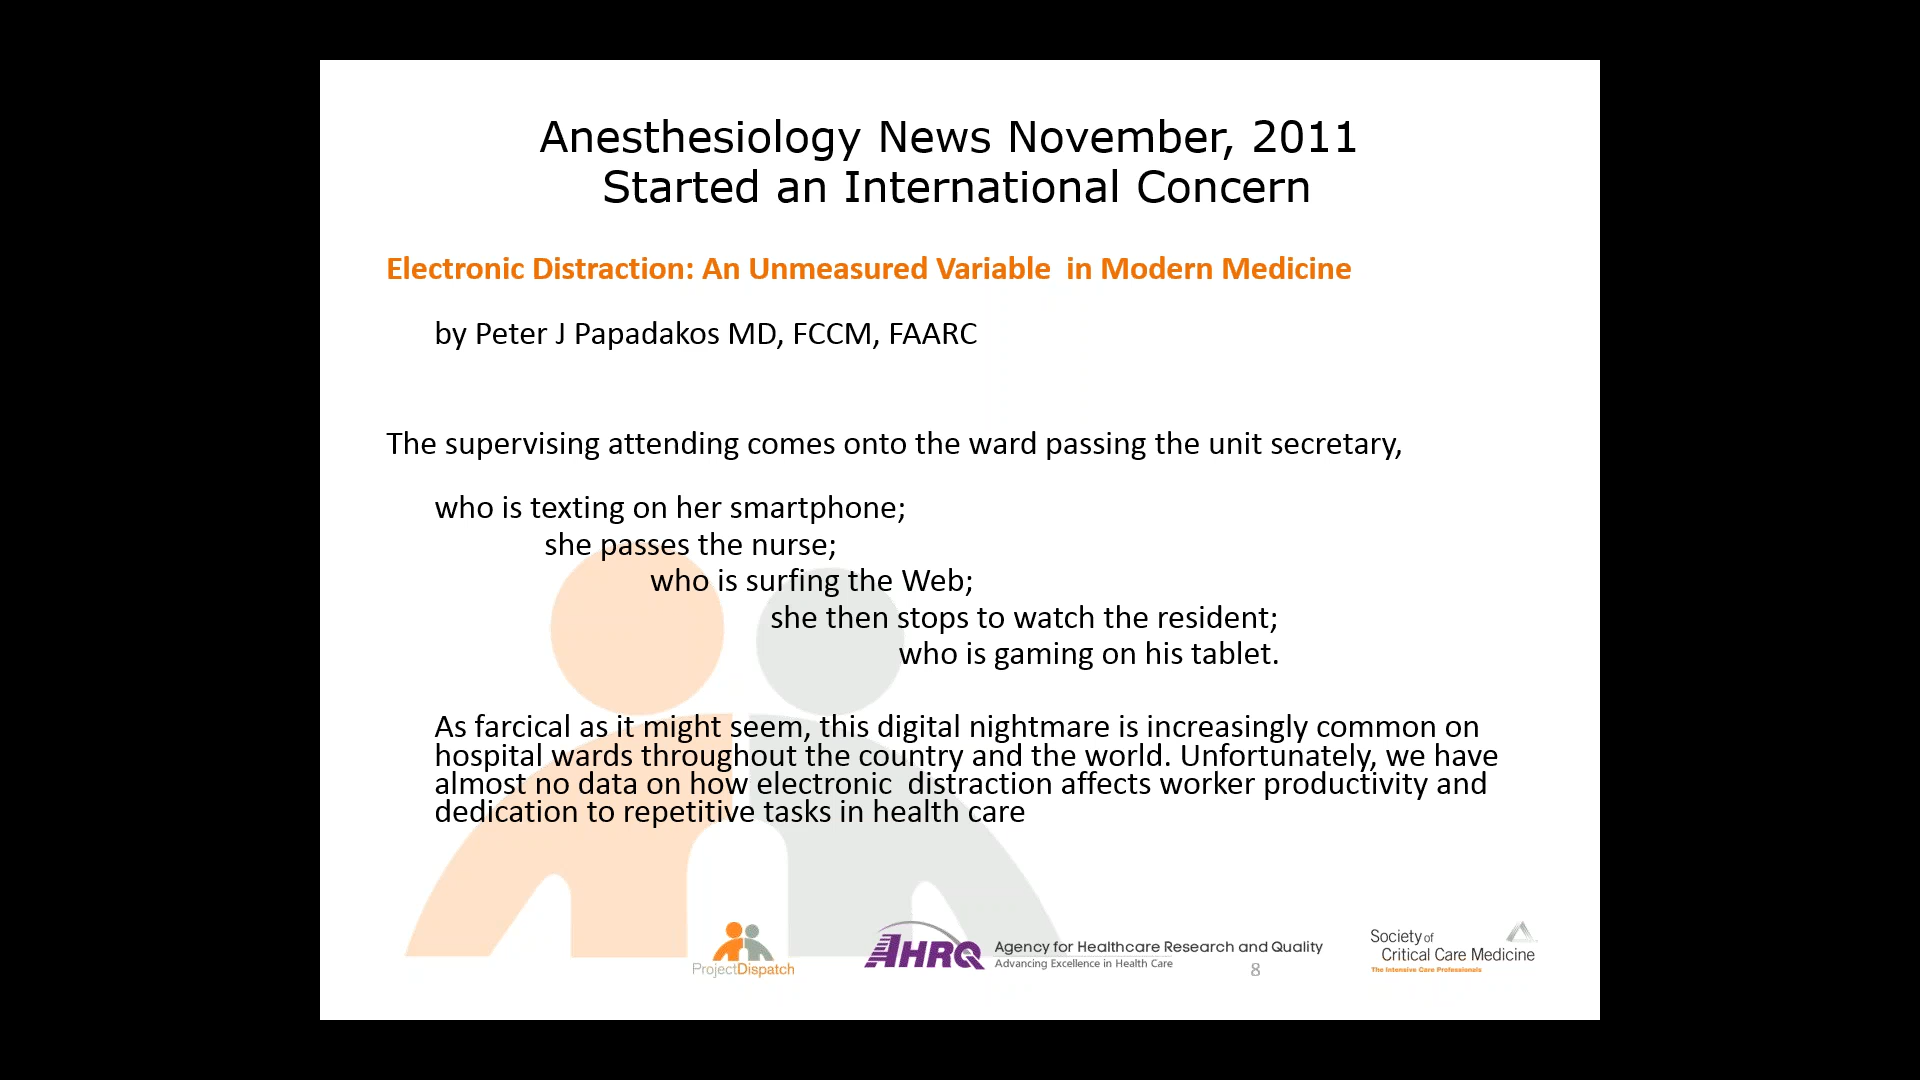 Anesthesiology News November, 2011
Started an International Concern
Electronic Distraction: An Unmeasured Variable  in Modern Medicine
by Peter J Papadakos MD, FCCM, FAARC
The supervising attending comes onto the ward passing the unit secretary,
who is texting on her smartphone;
she passes the nurse;
who is surfing the Web;
she then stops to watch the resident;
who is gaming on his tablet.
As farcical as it might seem, this digital nightmare is increasingly common on
hospital wards throughout the country and the world. Unfortunately, we have
almost no data on how electronic  distraction affects worker productivity and
dedication to repetitive tasks in health care
ProjectDispatch
AHRQ
Agency for Healthcare Research and Quality
Advancing Excellence in Health Care
8
Society of
Critical Care Medicine
The Intensive Care Professionals